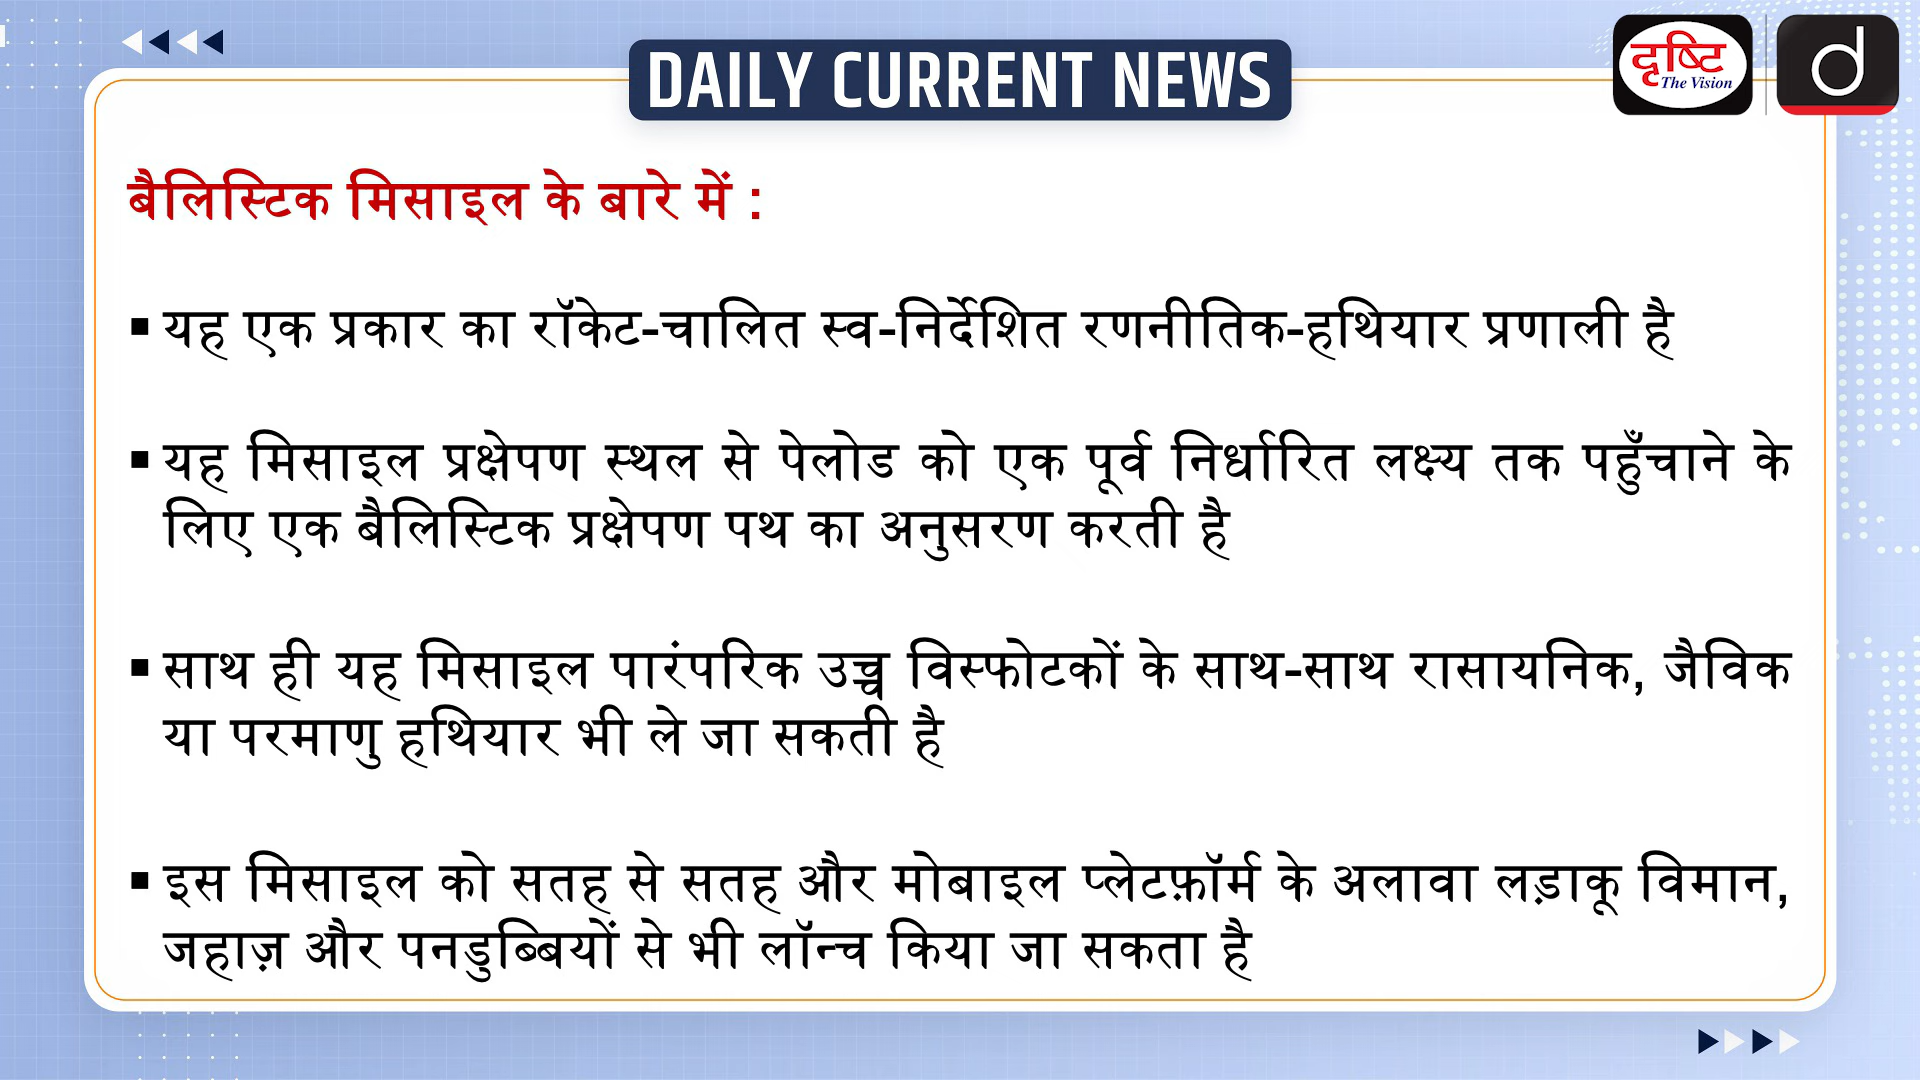 DAILY CURRENT NEWS
दृष्टि
The Vision
d
बैलिस्टिक मिसाइल के बारे में :
▪ यह एक प्रकार का रॉकेट-चालित स्व-निर्देशित रणनीतिक-हथियार प्रणाली है
▪ यह मिसाइल प्रक्षेपण स्थल से पेलोड को एक पूर्व निर्धारित लक्ष्य तक पहुँचाने के
लिए एक बैलिस्टिक प्रक्षेपण पथ का अनुसरण करती है
▪ साथ ही यह मिसाइल पारंपरिक उच्च विस्फोटकों के साथ-साथ रासायनिक, जैविक
या परमाणु हथियार भी ले जा सकती है
▪ इस मिसाइल को सतह से सतह और मोबाइल प्लेटफ़ॉर्म के अलावा लड़ाकू विमान,
जहाज़ और पनडुब्बियों से भी लॉन्च किया जा सकता है